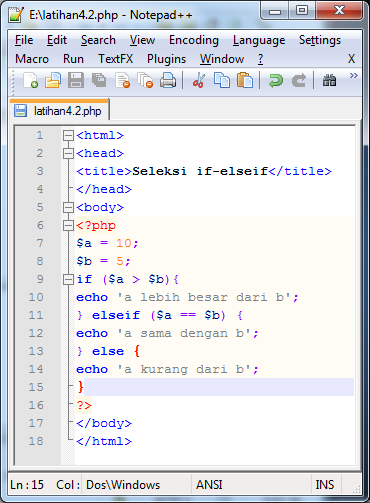 E:\latihan4.2.php - Notepad++
File Edit Search View Encoding Language Settings
Macro Run TextFX Plugins Window ? X
latihan4.2.php
1 <html>
2 <head>
3 <title>Seleksi if-elseif</title>
4 </head>
5 <body>
6 <?php
7 $a = 10;
8 $b = 5;
9 if ($a > $b){
10 echo 'a lebih besar dari b';
11 } elseif ($a == $b) {
12 echo 'a sama dengan b';
13 } else {
14 echo 'a kurang dari b';
15 }
16 ?>
17 </body>
18 </html>
Ln : 15 Col : Dos\Windows ANSI INS